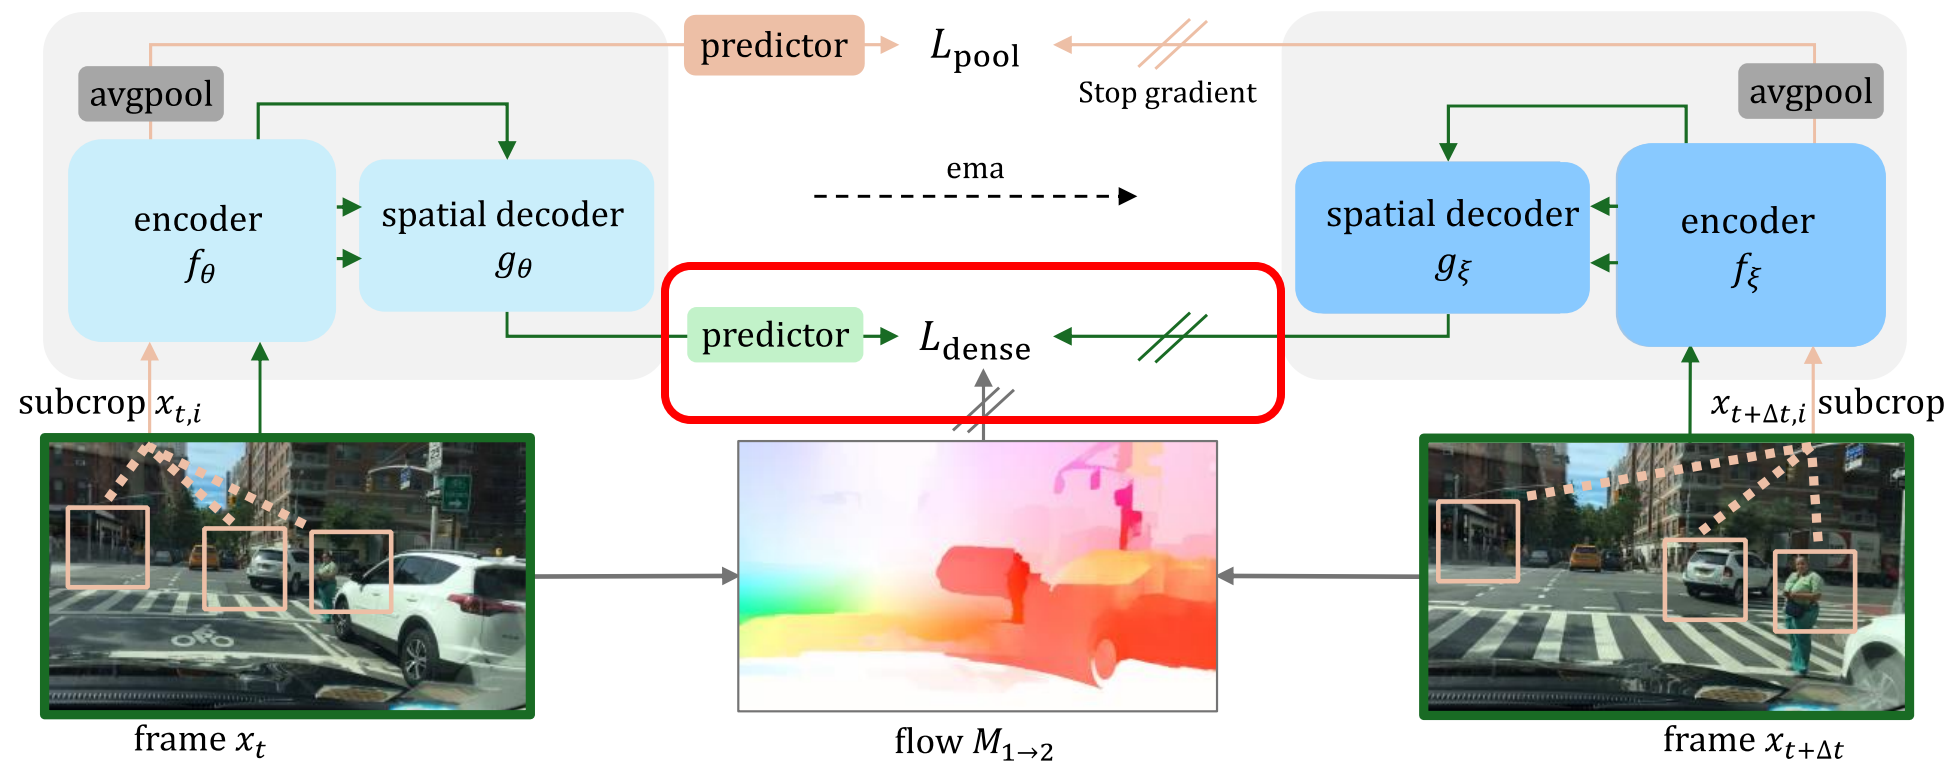 predictor
L_pool
avgpool
Stop gradient
avgpool
ema
encoder
f_θ
spatial decoder
g_θ
spatial decoder
g_ξ
encoder
f_ξ
predictor
L_dense
subcrop x_{t,i}
x_{t+Δt,i} subcrop
25
frame x_t
flow M_{1→2}
frame x_{t+Δt}